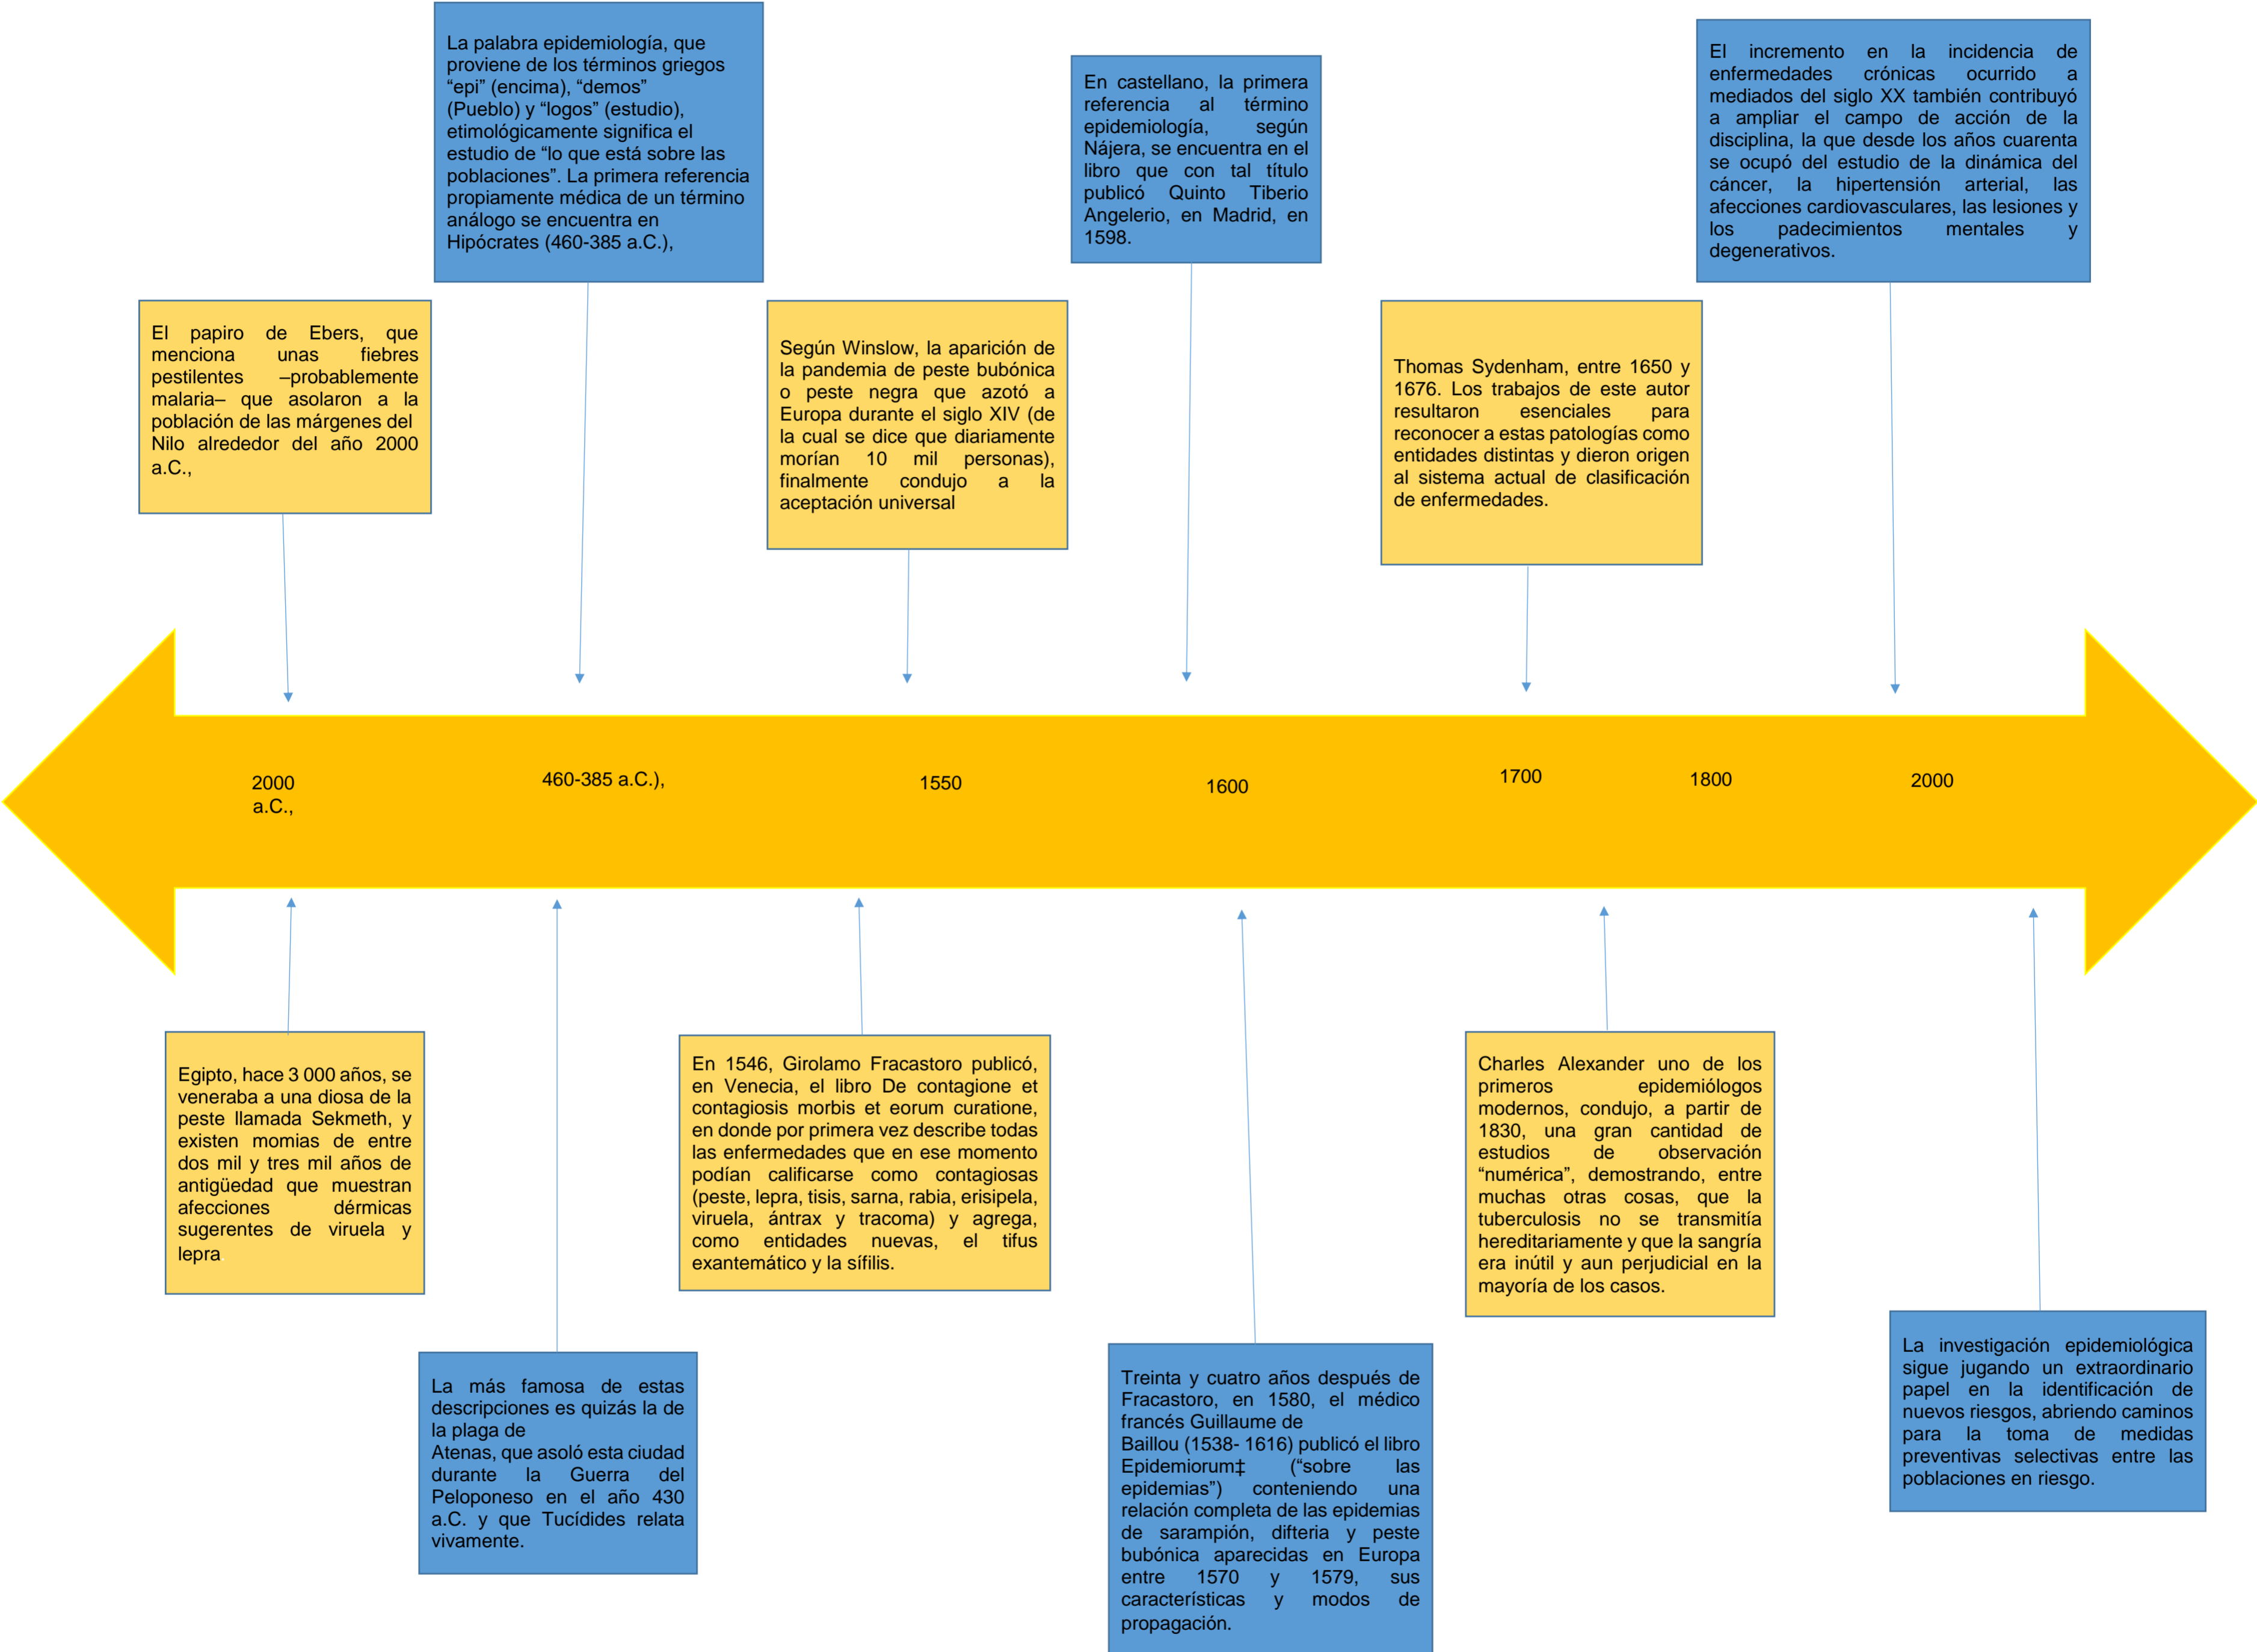 La palabra epidemiología, que
proviene de los términos griegos
“epi” (encima), “demos”
(Pueblo) y “logos” (estudio),
etimológicamente significa el
estudio de “lo que está sobre las
poblaciones”. La primera referencia
propiamente médica de un término
análogo se encuentra en
Hipócrates (460-385 a.C.),
En castellano, la primera
referencia al término
epidemiología, según
Nájera, se encuentra en el
libro que con tal título
publicó Quinto Tiberio
Angelerio, en Madrid, en
1598.
El incremento en la incidencia de
enfermedades crónicas ocurrido a
mediados del siglo XX también contribuyó
a ampliar el campo de acción de la
disciplina, la que desde los años cuarenta
se ocupó del estudio de la dinámica del
cáncer, la hipertensión arterial, las
afecciones cardiovasculares, las lesiones y
los padecimientos mentales y
degenerativos.
El papiro de Ebers, que
menciona unas fiebres
pestilentes –probablemente
malaria– que asolaron a la
población de las márgenes del
Nilo alrededor del año 2000
a.C.,
Según Winslow, la aparición de
la pandemia de peste bubónica
o peste negra que azotó a
Europa durante el siglo XIV (de
la cual se dice que diariamente
morían 10 mil personas),
finalmente condujo a la
aceptación universal
Thomas Sydenham, entre 1650 y
1676. Los trabajos de este autor
resultaron esenciales para
reconocer a estas patologías como
entidades distintas y dieron origen
al sistema actual de clasificación
de enfermedades.
2000
a.C.,
460-385 a.C.),
1550
1600
1700
1800
2000
Egipto, hace 3 000 años, se
veneraba a una diosa de la
peste llamada Sekmeth, y
existen momias de entre
dos mil y tres mil años de
antigüedad que muestran
afecciones dérmicas
sugerentes de viruela y
lepra
En 1546, Girolamo Fracastoro publicó,
en Venecia, el libro De contagione et
contagiosis morbis et eorum curatione,
en donde por primera vez describe todas
las enfermedades que en ese momento
podían calificarse como contagiosas
(peste, lepra, tisis, sarna, rabia, erisipela,
viruela, ántrax y tracoma) y agrega,
como entidades nuevas, el tifus
exantemático y la sífilis.
Charles Alexander uno de los
primeros epidemiólogos
modernos, condujo, a partir de
1830, una gran cantidad de
estudios de observación
“numérica”, demostrando, entre
muchas otras cosas, que la
tuberculosis no se transmitía
hereditariamente y que la sangría
era inútil y aun perjudicial en la
mayoría de los casos.
La más famosa de estas
descripciones es quizás la de
la plaga de
Atenas, que asoló esta ciudad
durante la Guerra del
Peloponeso en el año 430
a.C. y que Tucídides relata
vivamente.
Treinta y cuatro años después de
Fracastoro, en 1580, el médico
francés Guillaume de
Baillou (1538- 1616) publicó el libro
Epidemiorum‡ (“sobre las
epidemias”) conteniendo una
relación completa de las epidemias
de sarampión, difteria y peste
bubónica aparecidas en Europa
entre 1570 y 1579, sus
características y modos de
propagación.
La investigación epidemiológica
sigue jugando un extraordinario
papel en la identificación de
nuevos riesgos, abriendo caminos
para la toma de medidas
preventivas selectivas entre las
poblaciones en riesgo.